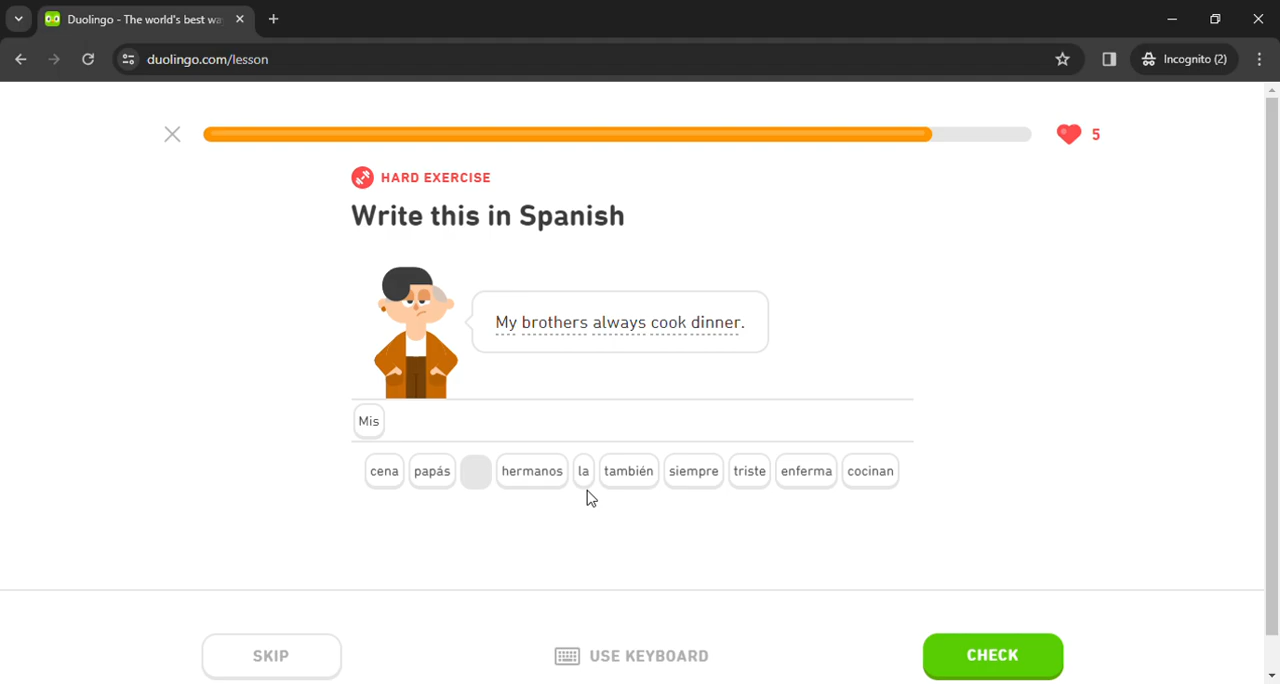 Duolingo - The world's best wa
duolingo.com/lesson
Incognito (2)
5
HARD EXERCISE
Write this in Spanish
My brothers always cook dinner.
Mis
cena papás hermanos la también siempre triste enferma cocinan
SKIP USE KEYBOARD CHECK